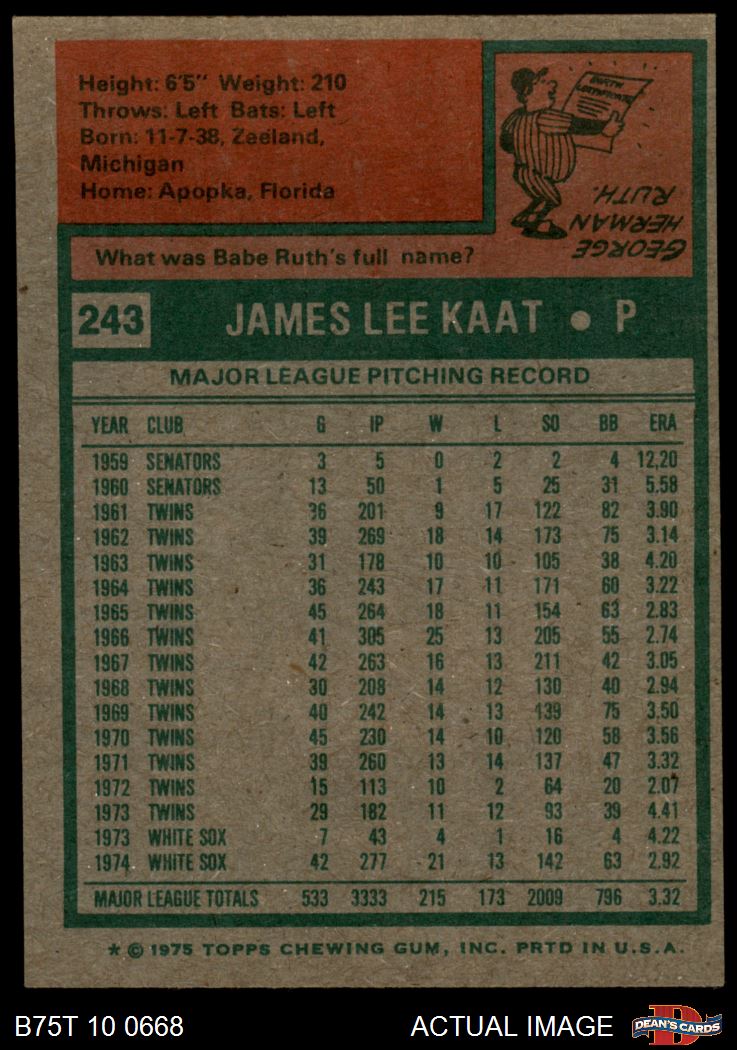 Height: 6'5" Weight: 210
Throws: Left Bats: Left
Born: 11-7-38, Zeeland,
Michigan
Home: Apopka, Florida
BIRTH
CERTIFICATE
GEORGE
HERMAN
RUTH.
What was Babe Ruth's full name?
243 JAMES LEE KAAT • P
MAJOR LEAGUE PITCHING RECORD
YEAR CLUB G IP W L SO BB ERA
1959 SENATORS 3 5 0 2 2 4 12.20
1960 SENATORS 13 50 1 5 25 31 5.58
1961 TWINS 36 201 9 17 122 82 3.90
1962 TWINS 39 269 18 14 173 75 3.14
1963 TWINS 31 178 10 10 105 38 4.20
1964 TWINS 36 243 17 11 171 60 3.22
1965 TWINS 45 264 18 11 154 63 2.83
1966 TWINS 41 305 25 13 205 55 2.74
1967 TWINS 42 263 16 13 211 42 3.05
1968 TWINS 30 208 14 12 130 40 2.94
1969 TWINS 40 242 14 13 139 75 3.50
1970 TWINS 45 230 14 10 120 58 3.56
1971 TWINS 39 260 13 14 137 47 3.32
1972 TWINS 15 113 10 2 64 20 2.07
1973 TWINS 29 182 11 12 93 39 4.41
1973 WHITE SOX 7 43 4 1 16 4 4.22
1974 WHITE SOX 42 277 21 13 142 63 2.92
MAJOR LEAGUE TOTALS 533 3333 215 173 2009 796 3.32
* © 1975 TOPPS CHEWING GUM, INC. PRTD IN U.S.A.
B75T 10 0668 ACTUAL IMAGE DEAN'S CARDS